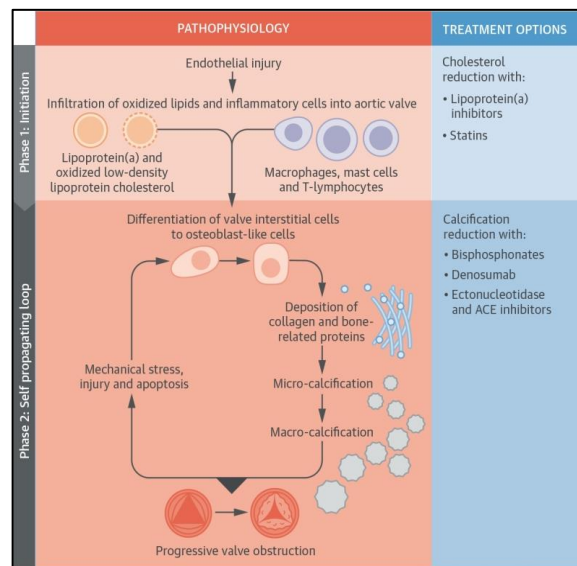 PATHOPHYSIOLOGY
TREATMENT OPTIONS
Phase 1: Initiation
Endothelial injury
Infiltration of oxidized lipids and inflammatory cells into aortic valve
Lipoprotein(a) and
oxidized low-density
lipoprotein cholesterol
Macrophages, mast cells
and T-lymphocytes
Cholesterol
reduction with:
• Lipoprotein(a)
inhibitors
• Statins
Phase 2: Self propagating loop
Differentiation of valve interstitial cells
to osteoblast-like cells
Deposition of
collagen and bone-
related proteins
Mechanical stress,
injury and apoptosis
Micro-calcification
Macro-calcification
Progressive valve obstruction
Calcification
reduction with:
• Bisphosphonates
• Denosumab
• Ectonucleotidase
and ACE inhibitors